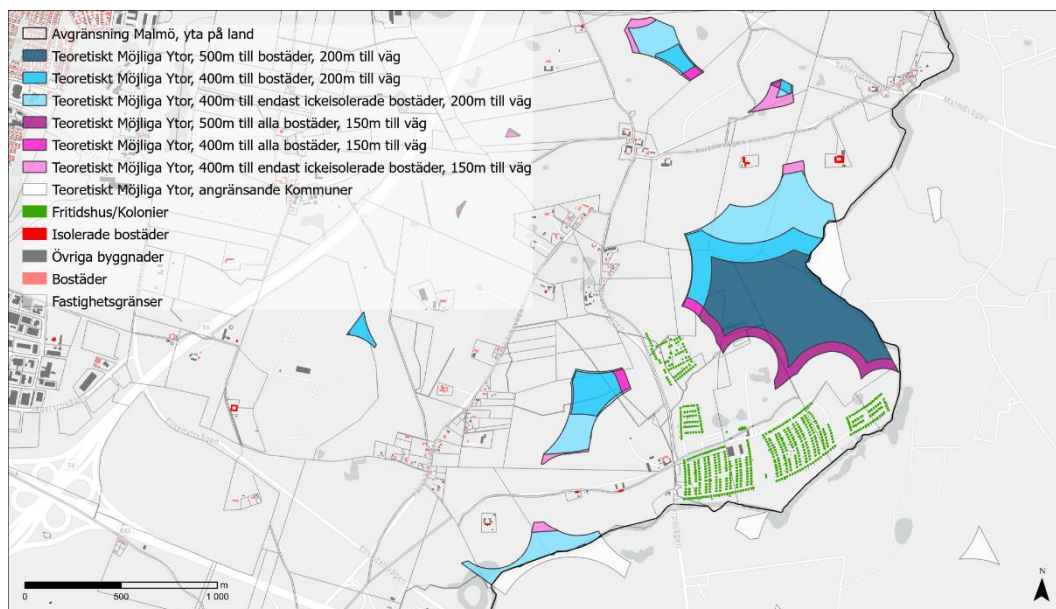 Avgränsning Malmö, yta på land
Teoretiskt Möjliga Ytor, 500m till bostäder, 200m till väg
Teoretiskt Möjliga Ytor, 400m till bostäder, 200m till väg
Teoretiskt Möjliga Ytor, 400m till endast ickeisolerade bostäder, 200m till väg
Teoretiskt Möjliga Ytor, 500m till alla bostäder, 150m till väg
Teoretiskt Möjliga Ytor, 400m till alla bostäder, 150m till väg
Teoretiskt Möjliga Ytor, 400m till endast ickeisolerade bostäder, 150m till väg
Teoretiskt Möjliga Ytor, angränsande Kommuner
Fritidshus/Kolonier
Isolerade bostäder
Övriga byggnader
Bostäder
Fastighetsgränser
Malmövägen
E6
E6
E65
0 500 1 000 m
N